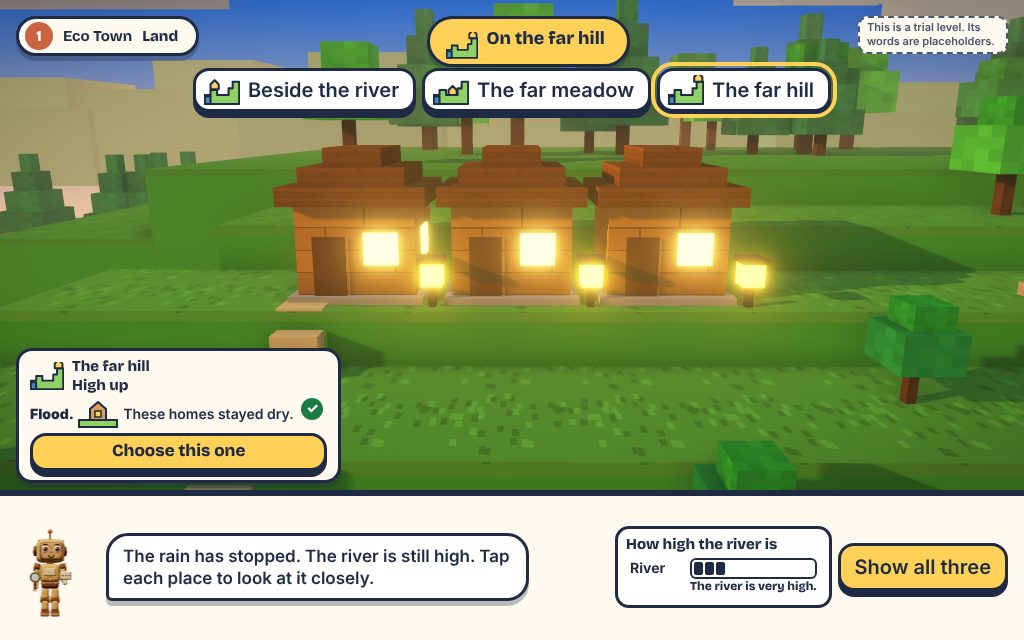 1 Eco Town Land
On the far hill
This is a trial level. Its
words are placeholders.
Beside the river
The far meadow
The far hill
The far hill
High up
Flood. These homes stayed dry.
Choose this one
The rain has stopped. The river is still high. Tap
each place to look at it closely.
How high the river is
River
The river is very high.
Show all three